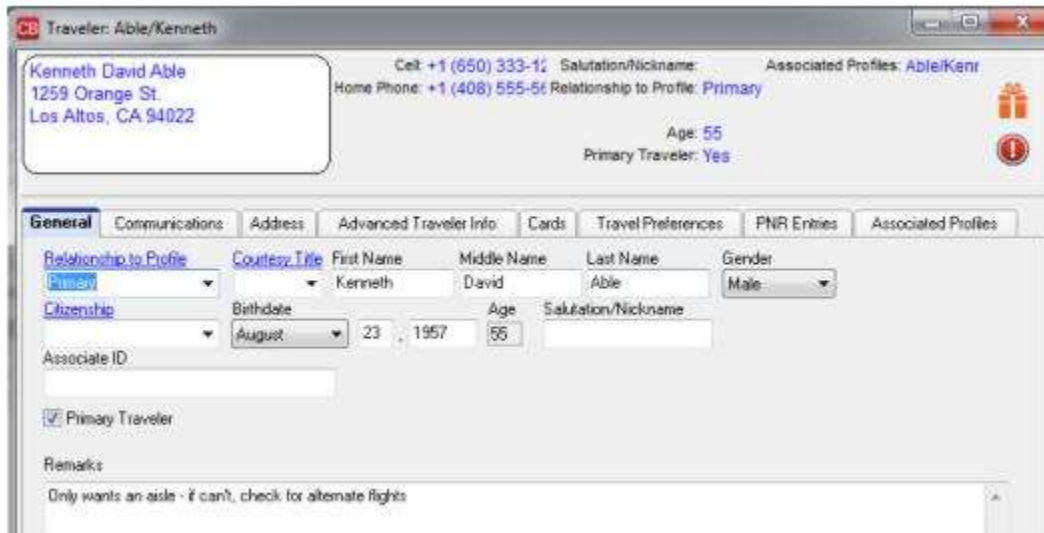 CB Traveler: Able/Kenneth
Kenneth David Able
1259 Orange St.
Los Altos, CA 94022
Cell: +1 (650) 333-12 Salutation/Nickname: Associated Profiles: Able/Kenr
Home Phone: +1 (408) 555-56 Relationship to Profile: Primary
Age: 55
Primary Traveler: Yes
General Communications Address Advanced Traveler Info Cards Travel Preferences PNR Entries Associated Profiles
Relationship to Profile Courtesy Title First Name Middle Name Last Name Gender
Primary Kenneth David Able Male
Citizenship Birthdate Age Salutation/Nickname
August 23 , 1957 55
Associate ID
Primary Traveler
Remarks
Only wants an aisle - if can't, check for alternate flights